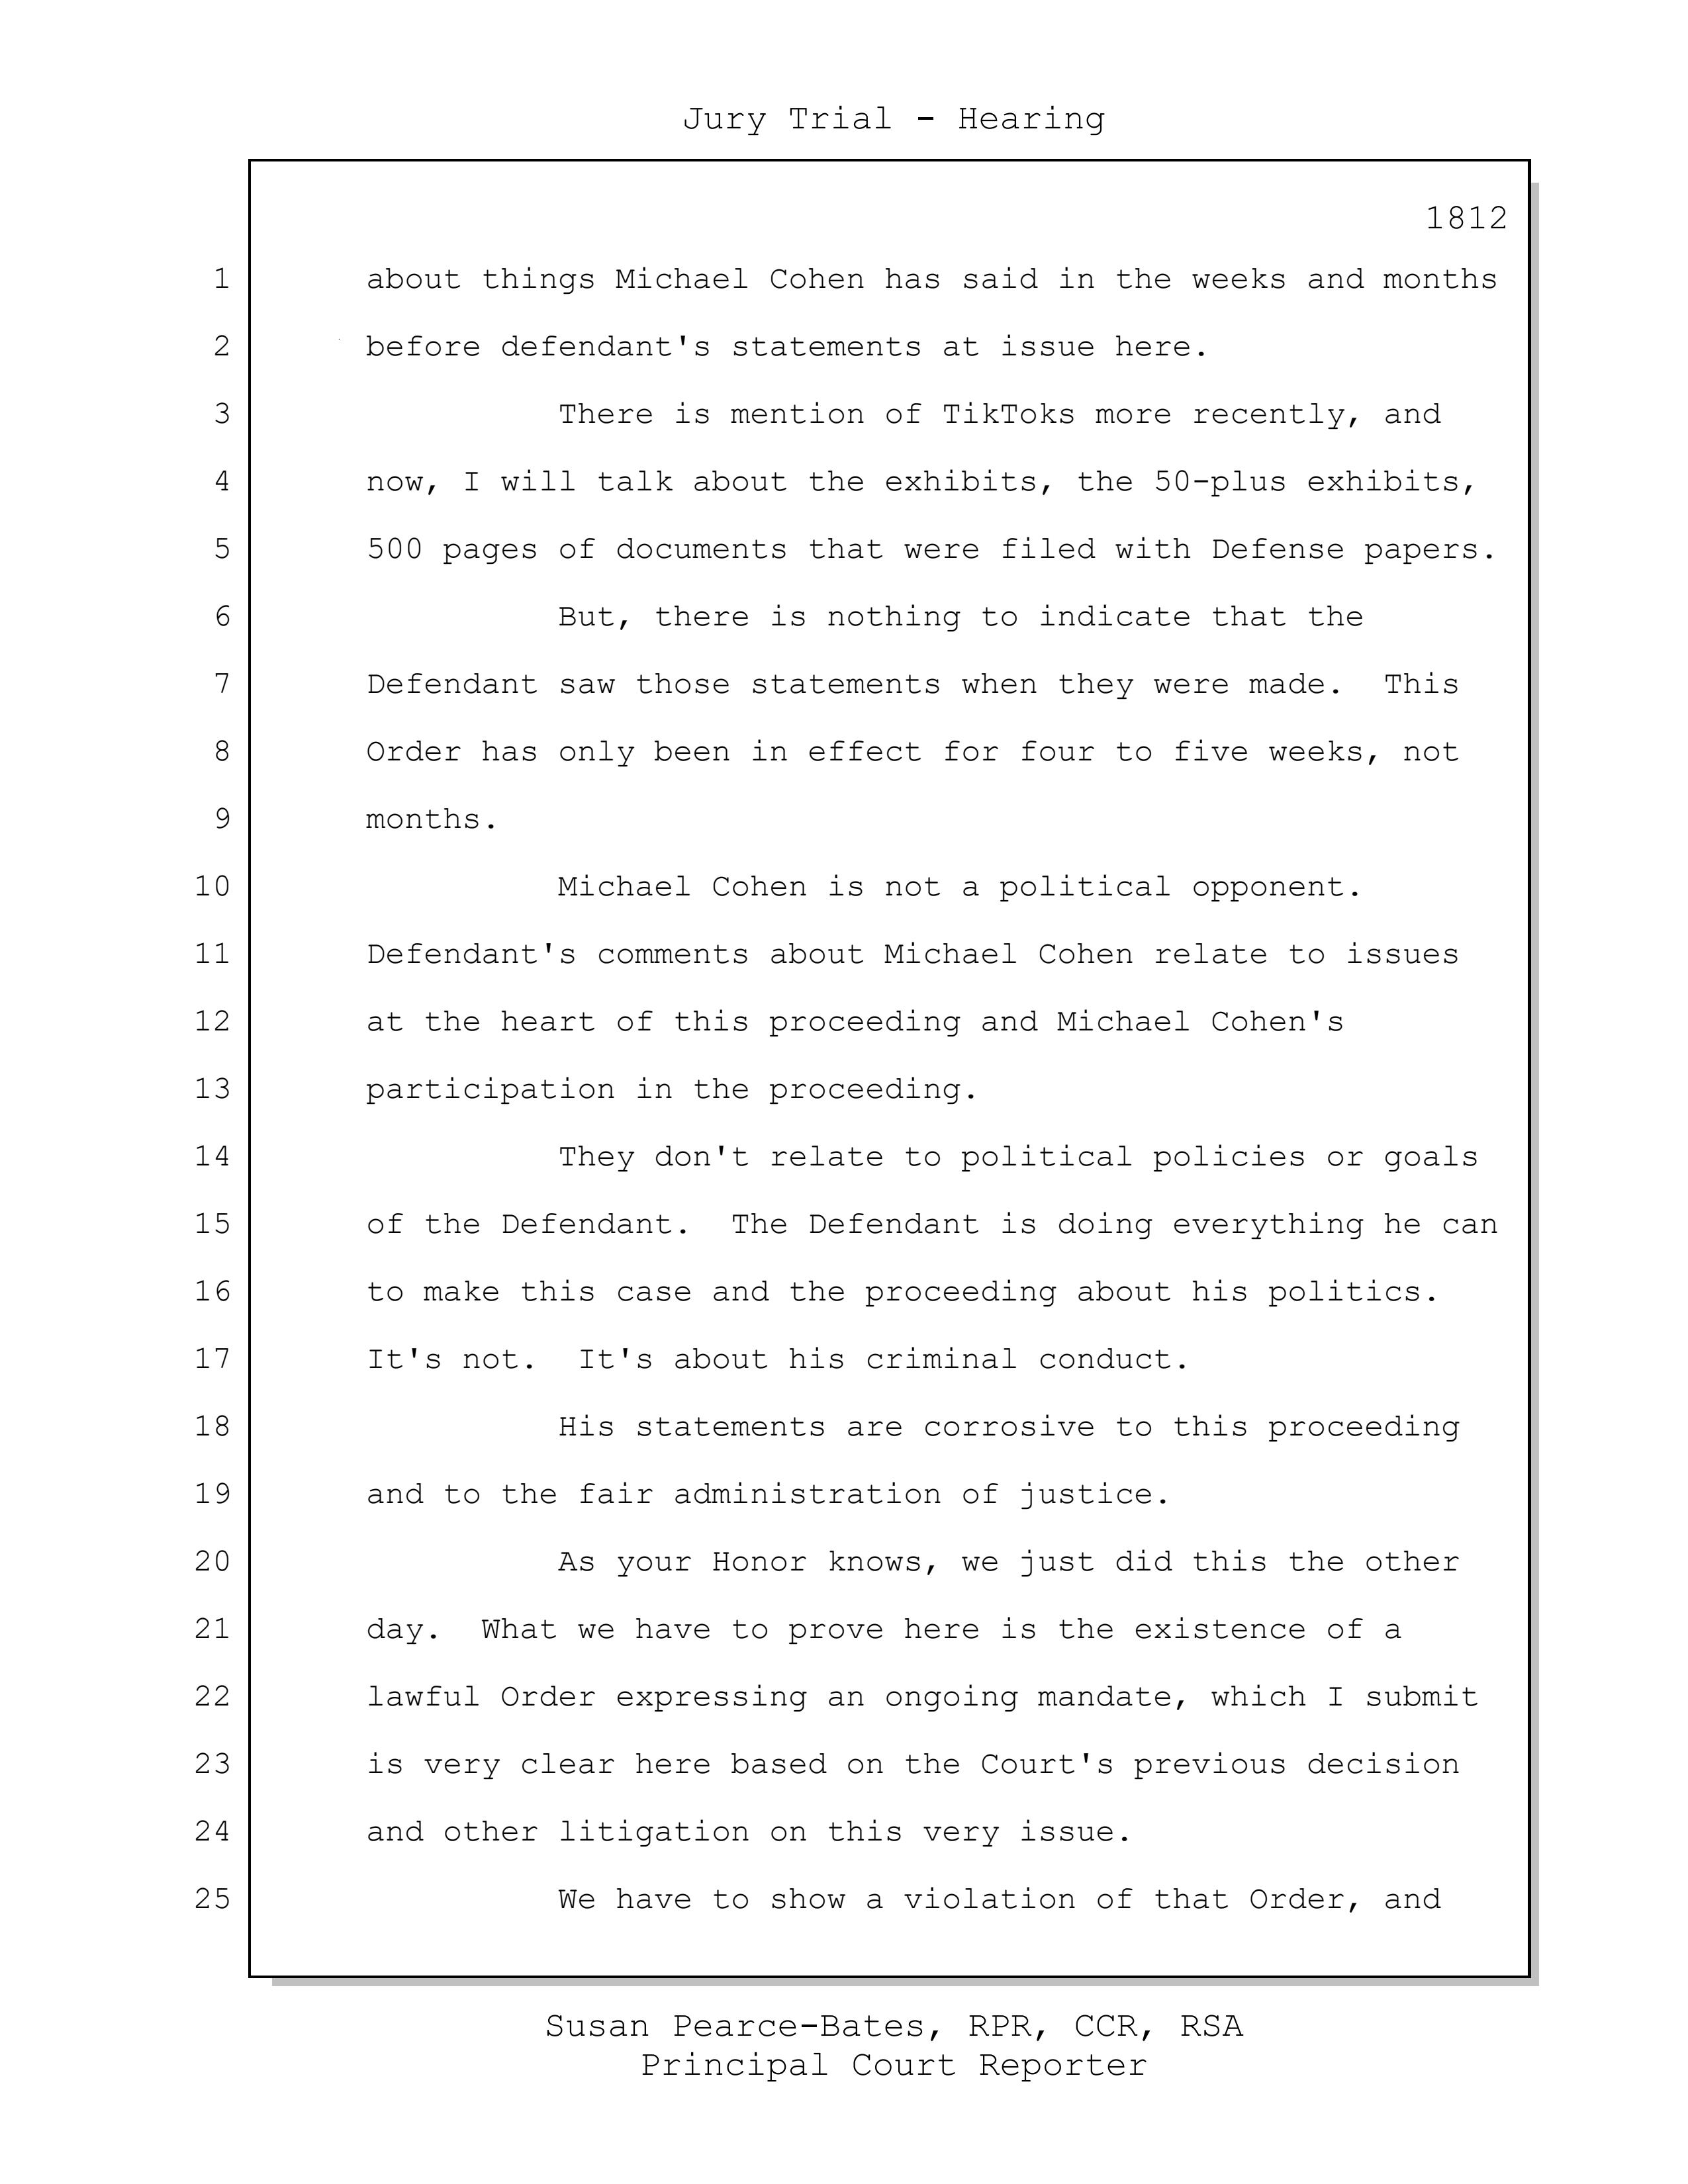 Jury Trial - Hearing
1812
1 about things Michael Cohen has said in the weeks and months
2 before defendant's statements at issue here.
3 There is mention of TikToks more recently, and
4 now, I will talk about the exhibits, the 50-plus exhibits,
5 500 pages of documents that were filed with Defense papers.
6 But, there is nothing to indicate that the
7 Defendant saw those statements when they were made.  This
8 Order has only been in effect for four to five weeks, not
9 months.
10 Michael Cohen is not a political opponent.
11 Defendant's comments about Michael Cohen relate to issues
12 at the heart of this proceeding and Michael Cohen's
13 participation in the proceeding.
14 They don't relate to political policies or goals
15 of the Defendant.  The Defendant is doing everything he can
16 to make this case and the proceeding about his politics.
17 It's not.  It's about his criminal conduct.
18 His statements are corrosive to this proceeding
19 and to the fair administration of justice.
20 As your Honor knows, we just did this the other
21 day.  What we have to prove here is the existence of a
22 lawful Order expressing an ongoing mandate, which I submit
23 is very clear here based on the Court's previous decision
24 and other litigation on this very issue.
25 We have to show a violation of that Order, and
Susan Pearce-Bates, RPR, CCR, RSA
Principal Court Reporter